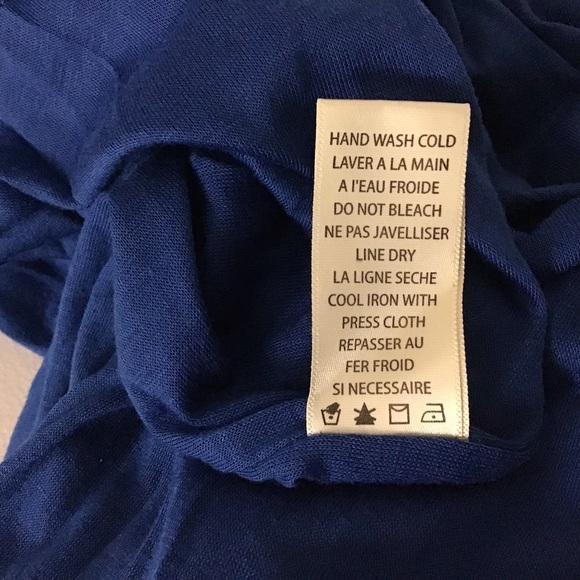 HAND WASH COLD
LAVER A LA MAIN
A I'EAU FROIDE
DO NOT BLEACH
NE PAS JAVELLISER
LINE DRY
LA LIGNE SECHE
COOL IRON WITH
PRESS CLOTH
REPASSER AU
FER FROID
SI NECESSAIRE